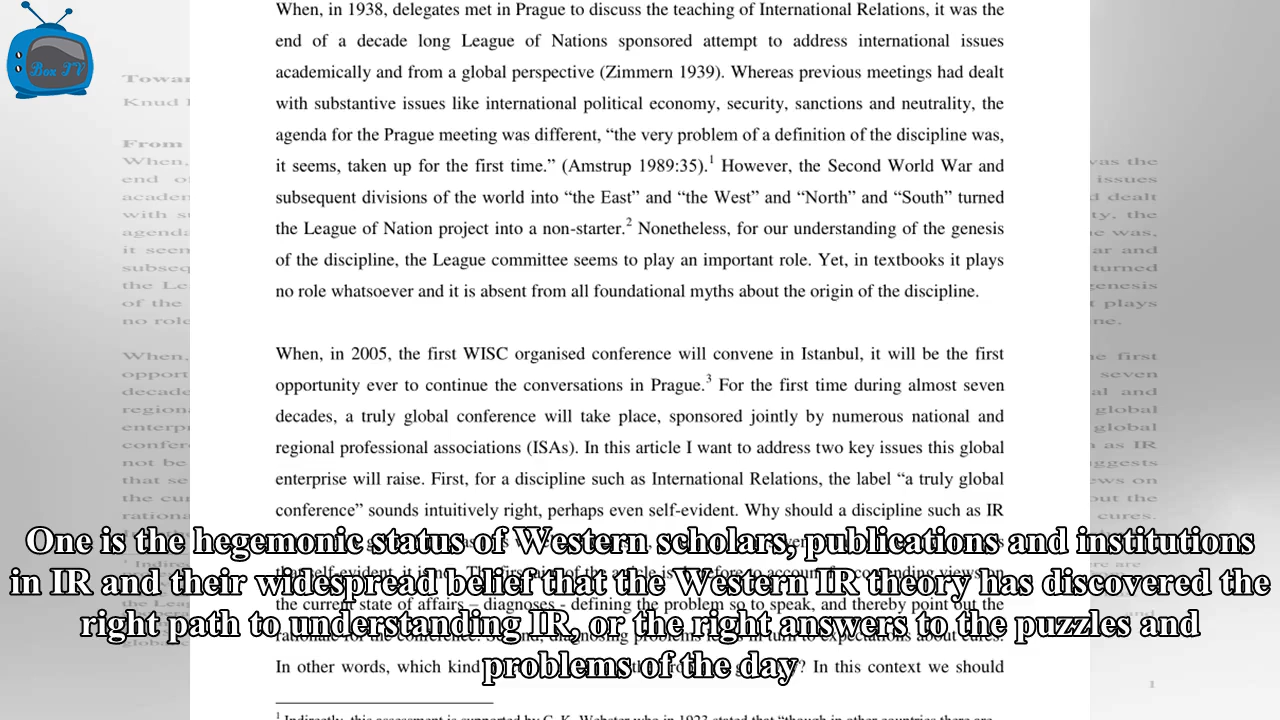 Box TV
When, in 1938, delegates met in Prague to discuss the teaching of International Relations, it was the
end of a decade long League of Nations sponsored attempt to address international issues
academically and from a global perspective (Zimmern 1939). Whereas previous meetings had dealt
with substantive issues like international political economy, security, sanctions and neutrality, the
agenda for the Prague meeting was different, “the very problem of a definition of the discipline was,
it seems, taken up for the first time.” (Amstrup 1989:35).1 However, the Second World War and
subsequent divisions of the world into “the East” and “the West” and “North” and “South” turned
the League of Nation project into a non-starter.2 Nonetheless, for our understanding of the genesis
of the discipline, the League committee seems to play an important role. Yet, in textbooks it plays
no role whatsoever and it is absent from all foundational myths about the origin of the discipline.
When, in 2005, the first WISC organised conference will convene in Istanbul, it will be the first
opportunity ever to continue the conversations in Prague.3 For the first time during almost seven
decades, a truly global conference will take place, sponsored jointly by numerous national and
regional professional associations (ISAs). In this article I want to address two key issues this global
enterprise will raise. First, for a discipline such as International Relations, the label “a truly global
conference” sounds intuitively right, perhaps even self-evident. Why should a discipline such as IR
One is the hegemonic status of Western scholars, publications and institutions
in IR and their widespread belief that the Western IR theory has discovered the
right path to understanding IR, or the right answers to the puzzles and
problems of the day
the current state of affairs – diagnoses - defining the problem so to speak, and thereby point out the
In other words, which kind ? In this context we should